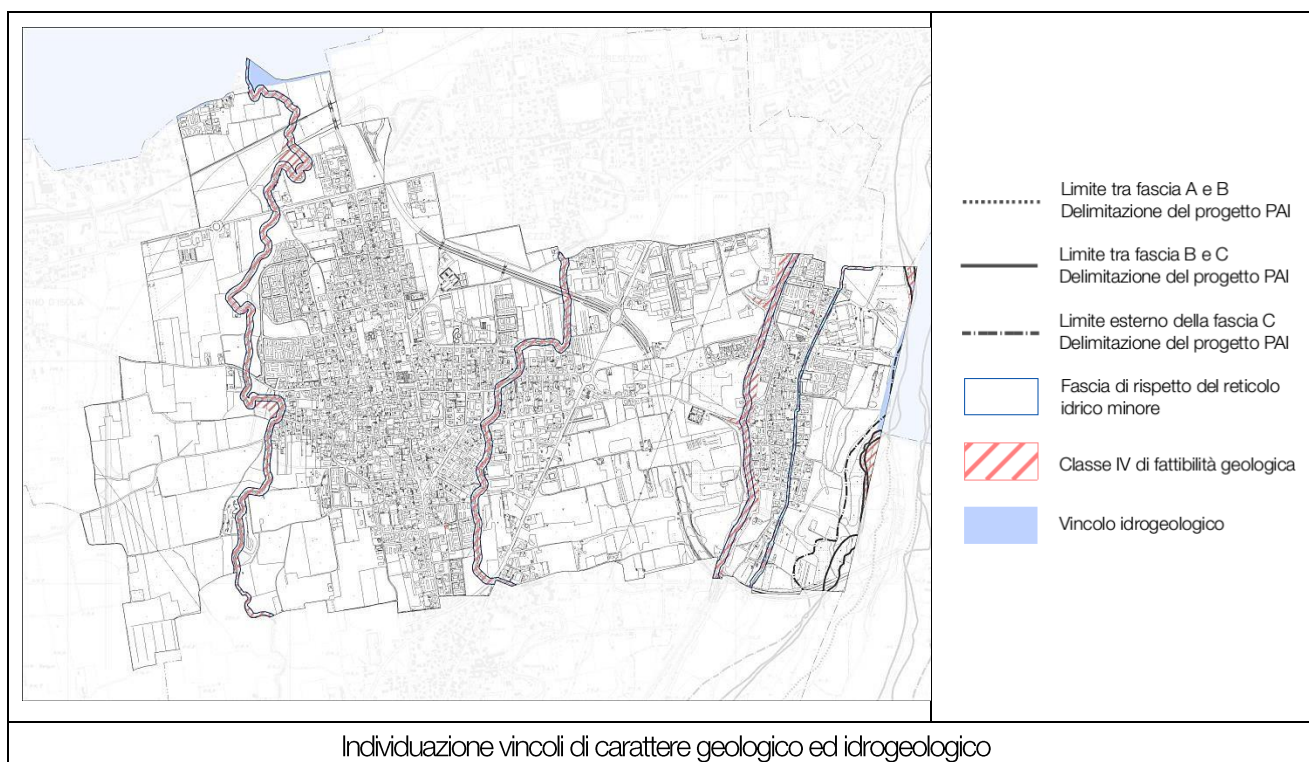 Limite tra fascia A e B
Delimitazione del progetto PAI
Limite tra fascia B e C
Delimitazione del progetto PAI
Limite esterno della fascia C
Delimitazione del progetto PAI
Fascia di rispetto del reticolo
idrico minore
Classe IV di fattibilità geologica
Vincolo idrogeologico
Individuazione vincoli di carattere geologico ed idrogeologico